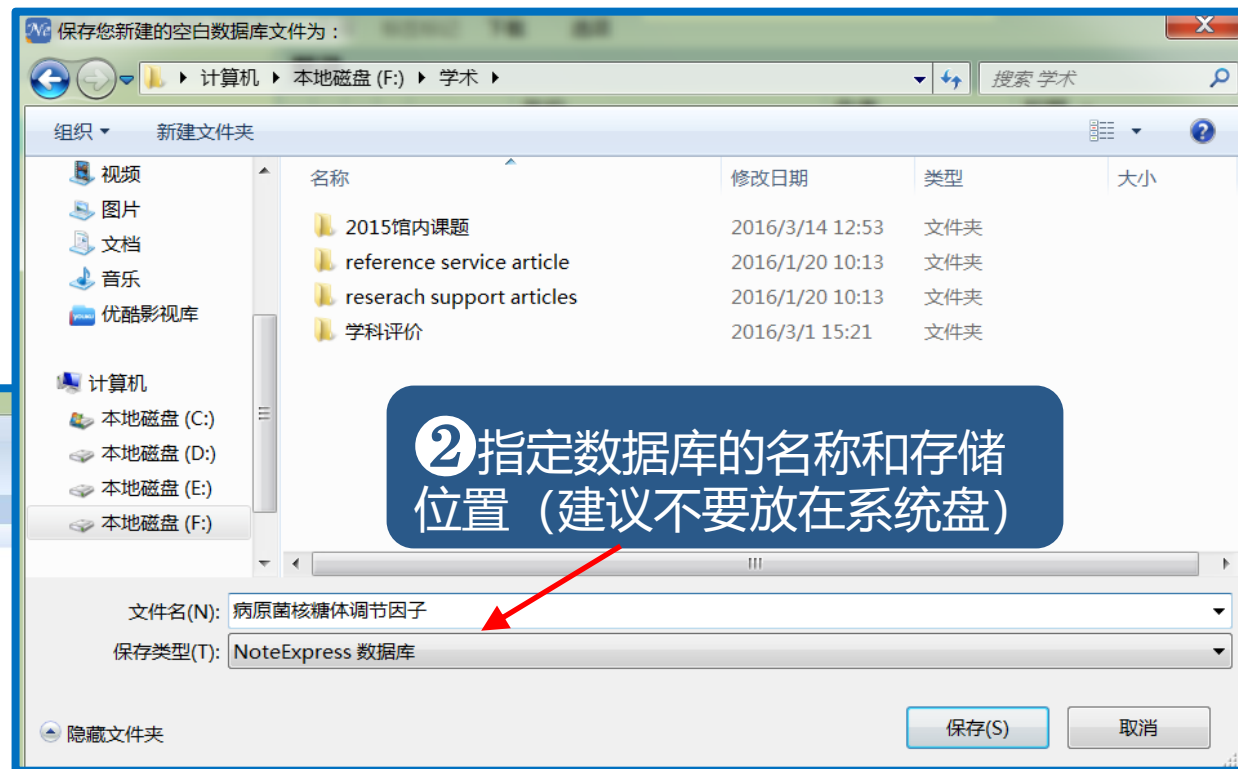 Ne 保存您新建的空白数据库文件为：
计算机 本地磁盘 (F:) 学术 搜索 学术
组织 新建文件夹
视频
图片
文档
音乐
优酷影视库
计算机
本地磁盘 (C:)
本地磁盘 (D:)
本地磁盘 (E:)
本地磁盘 (F:)
名称 修改日期 类型 大小
2015馆内课题 2016/3/14 12:53 文件夹
reference service article 2016/1/20 10:13 文件夹
reserach support articles 2016/1/20 10:13 文件夹
学科评价 2016/3/1 15:21 文件夹
❷指定数据库的名称和存储
位置（建议不要放在系统盘）
文件名(N): 病原菌核糖体调节因子
保存类型(T): NoteExpress 数据库
隐藏文件夹 保存(S) 取消